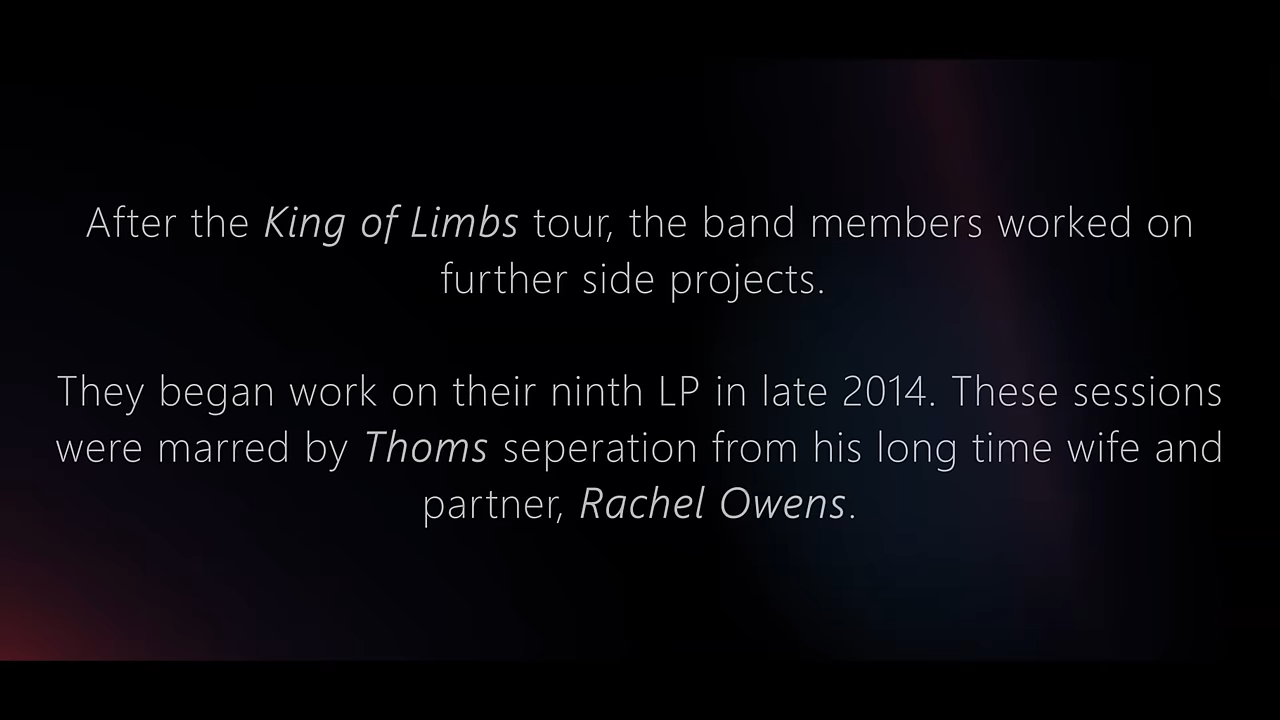 After the King of Limbs tour, the band members worked on
further side projects.
They began work on their ninth LP in late 2014. These sessions
were marred by Thoms seperation from his long time wife and
partner, Rachel Owens.